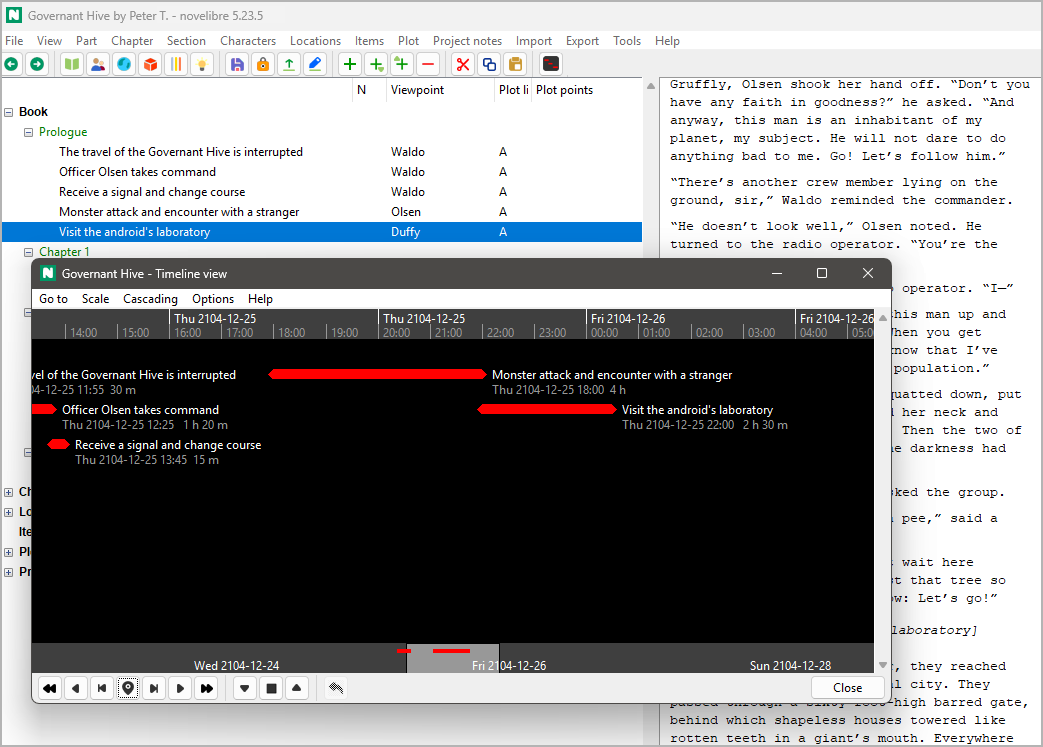 Governant Hive by Peter T. - novelibre 5.23.5
File View Part Chapter Section Characters Locations Items Plot Project notes Import Export Tools Help
N Viewpoint Plot li Plot points
Book
Prologue
The travel of the Governant Hive is interrupted Waldo A
Officer Olsen takes command Waldo A
Receive a signal and change course Waldo A
Monster attack and encounter with a stranger Olsen A
Visit the android's laboratory Duffy A
Chapter 1
Ite
Gruffly, Olsen shook her hand off. “Don’t you
have any faith in goodness?” he asked. “And
anyway, this man is an inhabitant of my
planet, my subject. He will not dare to do
anything bad to me. Go! Let’s follow him.”
“There’s another crew member lying on the
ground, sir,” Waldo reminded the commander.
“He doesn’t look well,” Olsen noted. He
turned to the radio operator. “You’re the
operator. “I—”
this man up and
When you get
know that I’ve
population.”
quatted down, put
d her neck and
Then the two of
e darkness had
ked the group.
pee,” said a
wait here
st that tree so
ow: Let’s go!”
laboratory]
, they reached
al city. They
behind which shapeless houses towered like
rotten teeth in a giant’s mouth. Everywhere
Governant Hive - Timeline view
Go to Scale Cascading Options Help
Thu 2104-12-25 Thu 2104-12-25 Fri 2104-12-26 Fri 2104-12-26
14:00 15:00 16:00 17:00 18:00 19:00 20:00 21:00 22:00 23:00 00:00 01:00 02:00 03:00 04:00 05:00
vel of the Governant Hive is interrupted
04-12-25 11:55 30 m
Monster attack and encounter with a stranger
Thu 2104-12-25 18:00 4 h
Officer Olsen takes command
Thu 2104-12-25 12:25 1 h 20 m
Visit the android's laboratory
Thu 2104-12-25 22:00 2 h 30 m
Receive a signal and change course
Thu 2104-12-25 13:45 15 m
Wed 2104-12-24 Fri 2104-12-26 Sun 2104-12-28
Close